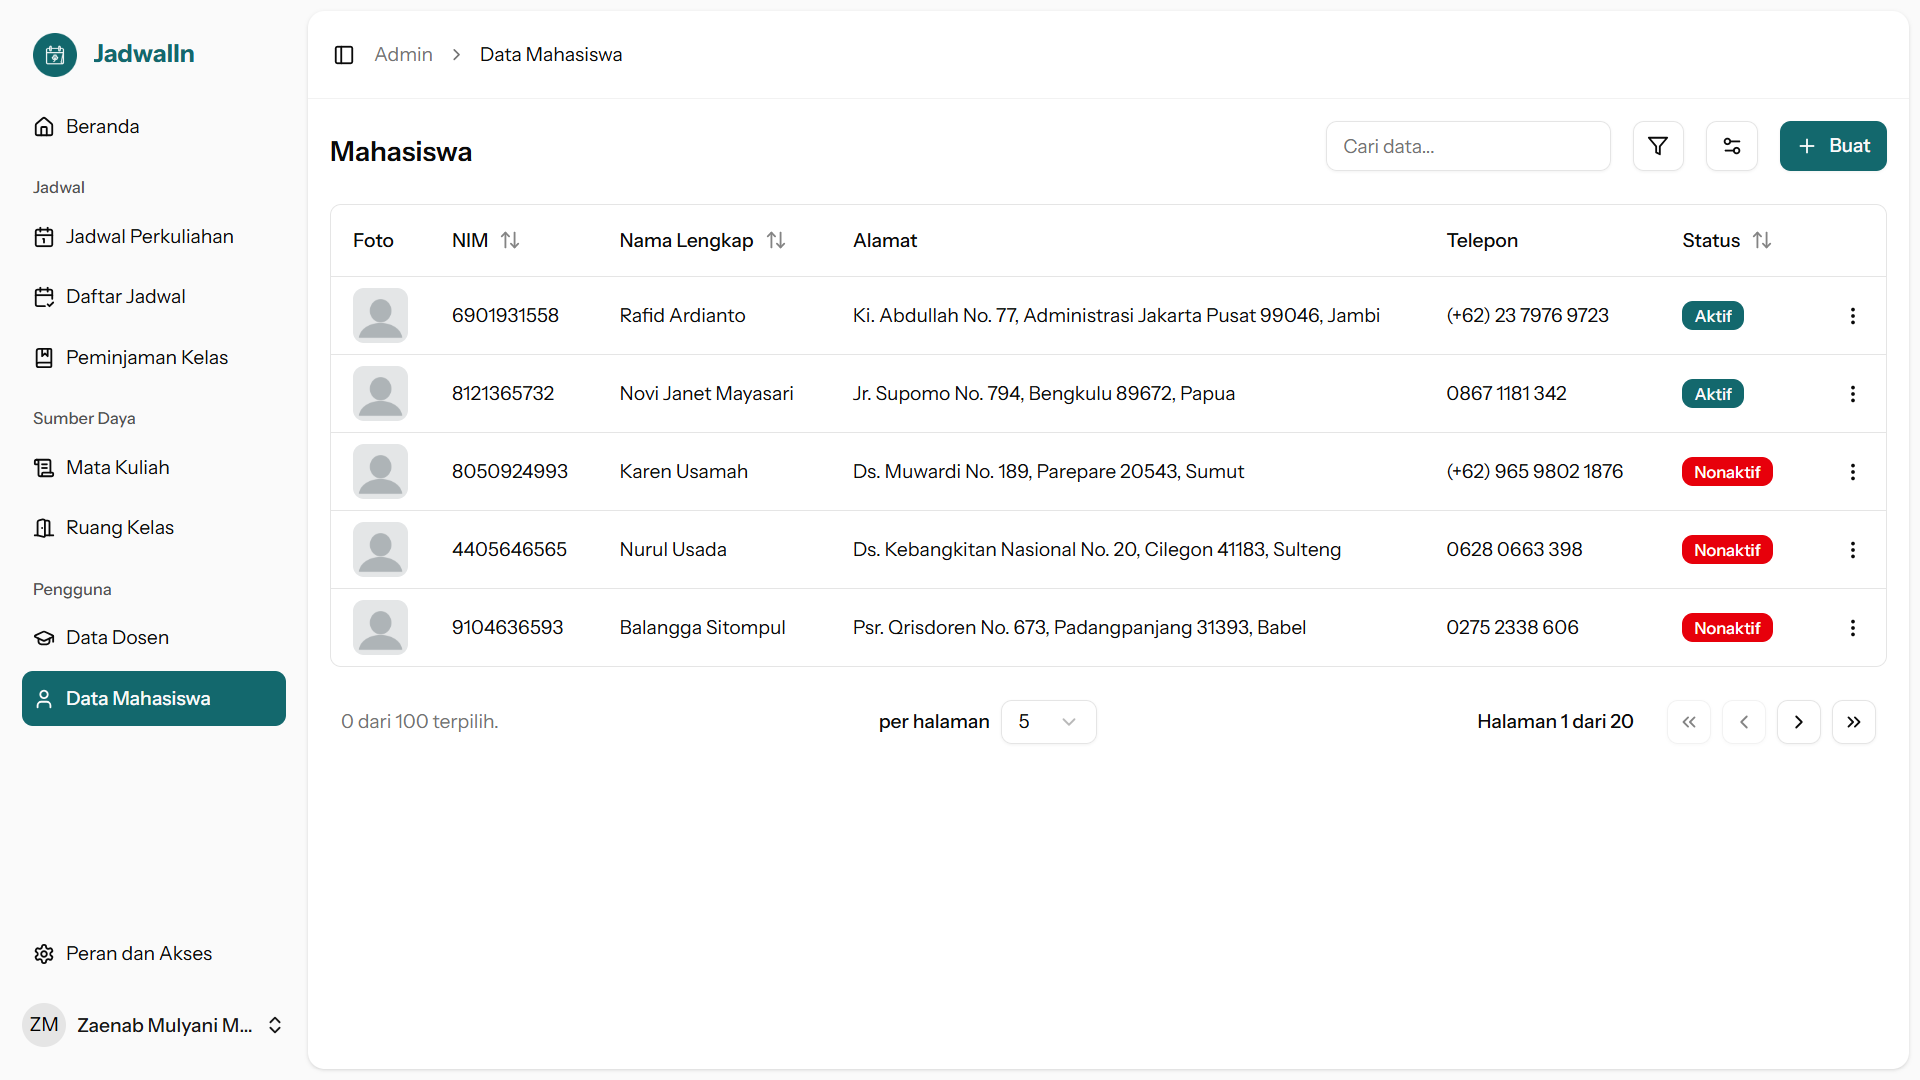 JadwalIn
Beranda
Jadwal
Jadwal Perkuliahan
Daftar Jadwal
Peminjaman Kelas
Sumber Daya
Mata Kuliah
Ruang Kelas
Pengguna
Data Dosen
Data Mahasiswa
Peran dan Akses
ZM Zaenab Mulyani M...
Admin Data Mahasiswa
Mahasiswa
Cari data...
Buat
Foto NIM Nama Lengkap Alamat Telepon Status
6901931558 Rafid Ardianto Ki. Abdullah No. 77, Administrasi Jakarta Pusat 99046, Jambi (+62) 23 7976 9723 Aktif
8121365732 Novi Janet Mayasari Jr. Supomo No. 794, Bengkulu 89672, Papua 0867 1181 342 Aktif
8050924993 Karen Usamah Ds. Muwardi No. 189, Parepare 20543, Sumut (+62) 965 9802 1876 Nonaktif
4405646565 Nurul Usada Ds. Kebangkitan Nasional No. 20, Cilegon 41183, Sulteng 0628 0663 398 Nonaktif
9104636593 Balangga Sitompul Psr. Qrisdoren No. 673, Padangpanjang 31393, Babel 0275 2338 606 Nonaktif
0 dari 100 terpilih. per halaman 5 Halaman 1 dari 20